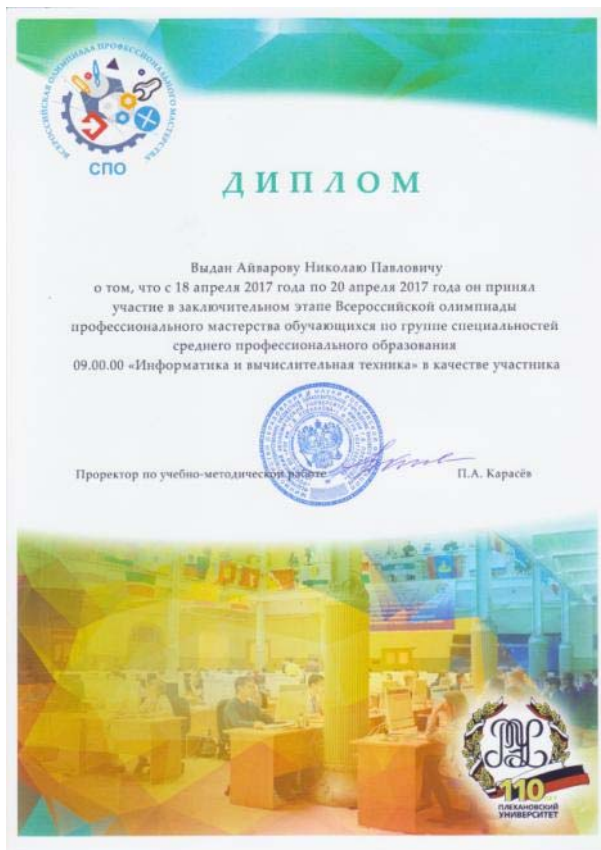 ВСЕРОССИЙСКАЯ ОЛИМПИАДА ПРОФЕССИОНАЛЬНОГО МАСТЕРСТВА
СПО
ДИПЛОМ
Выдан Айварову Николаю Павловичу
о том, что с 18 апреля 2017 года по 20 апреля 2017 года он принял
участие в заключительном этапе Всероссийской олимпиады
профессионального мастерства обучающихся по группе специальностей
среднего профессионального образования
09.00.00 «Информатика и вычислительная техника» в качестве участника
Проректор по учебно-методической работе
П.А. Карасёв
110 ЛЕТ
ПЛЕХАНОВСКИЙ
УНИВЕРСИТЕТ